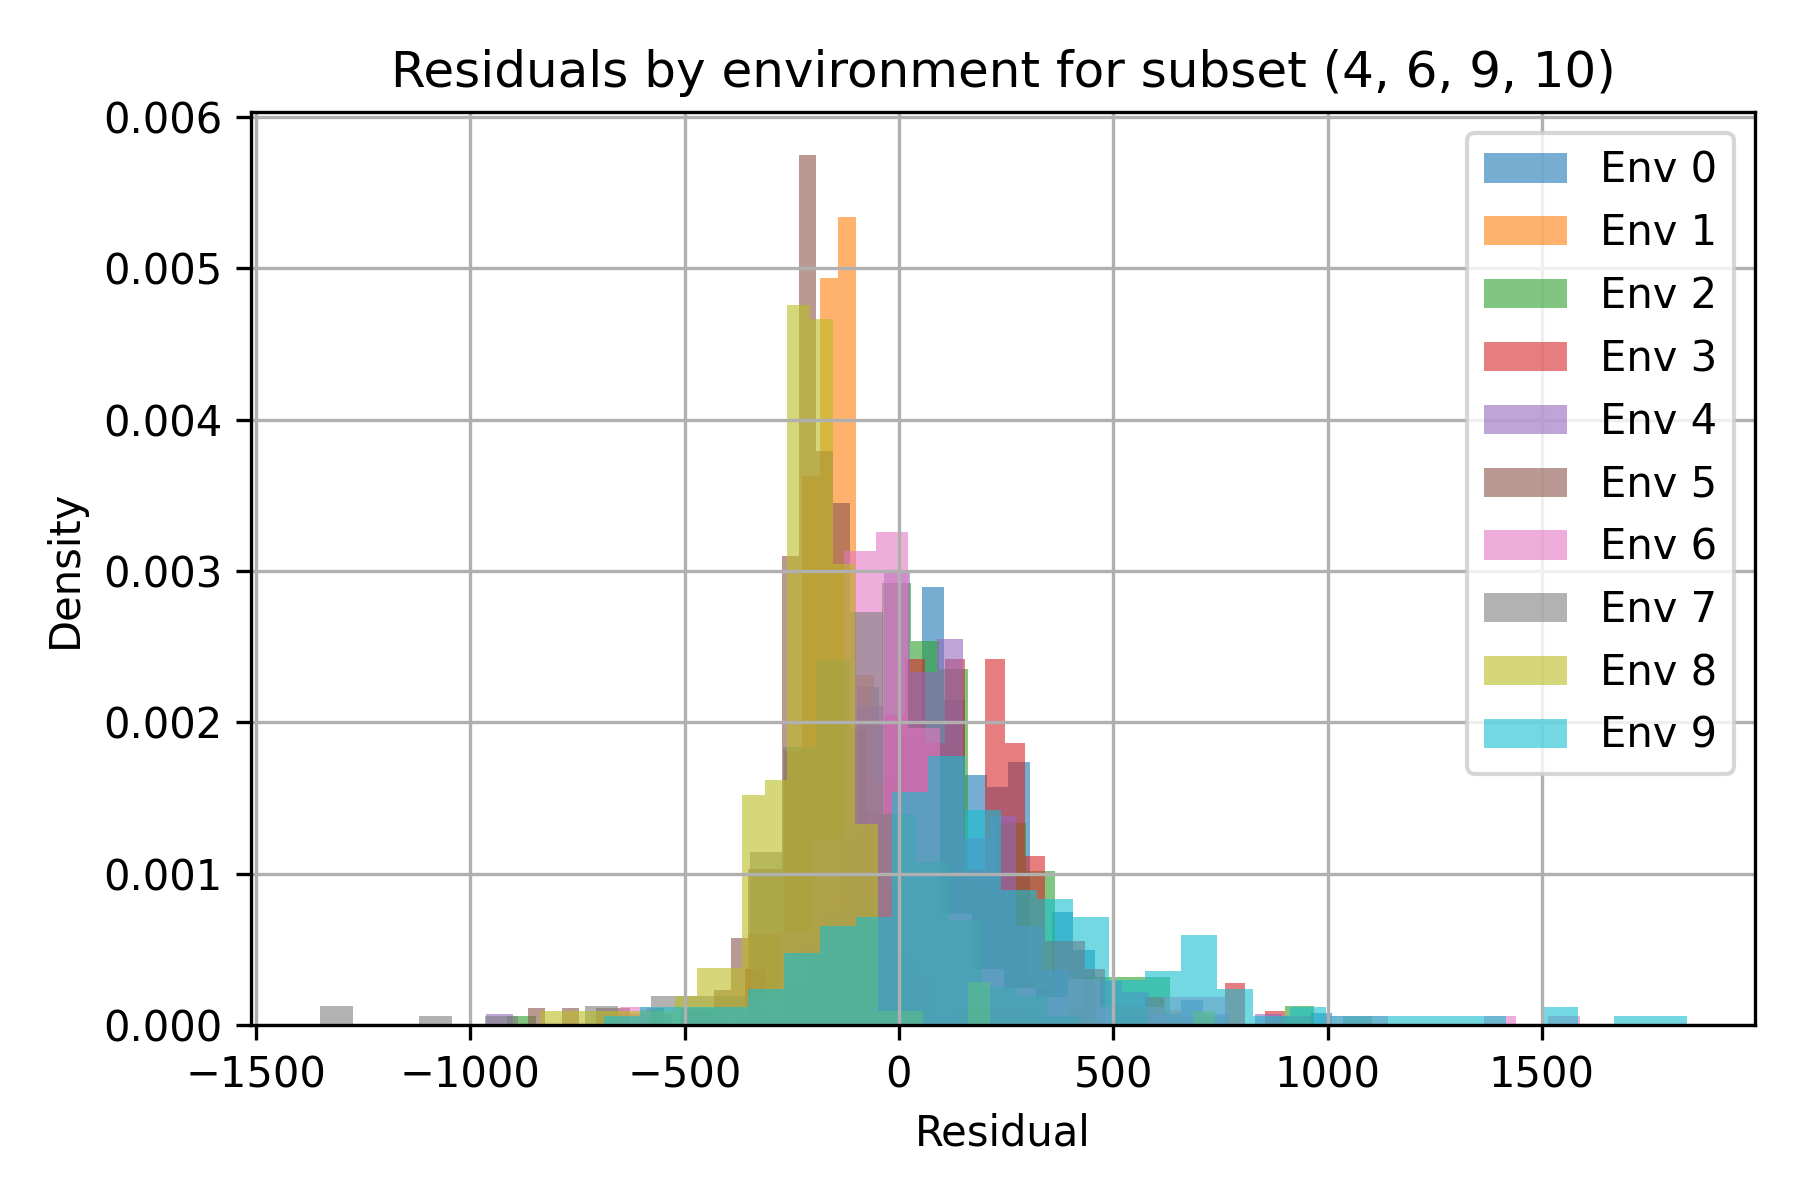 Residuals by environment for subset (4, 6, 9, 10)
0.006
0.005
0.004
0.003
0.002
0.001
0.000
Density
−1500
−1000
−500
0
500
1000
1500
Residual
Env 0
Env 1
Env 2
Env 3
Env 4
Env 5
Env 6
Env 7
Env 8
Env 9